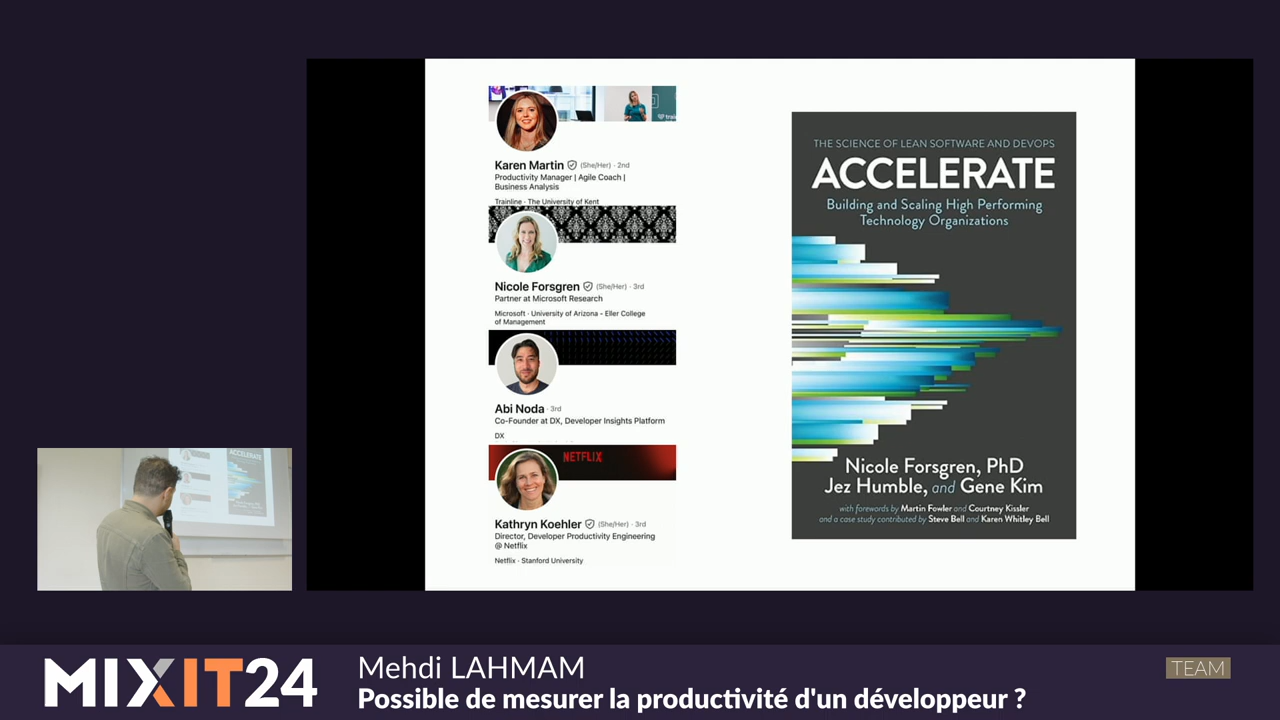 Karen Martin (She/Her) · 2nd
Productivity Manager | Agile Coach |
Business Analysis
Trainline · The University of Kent
Nicole Forsgren (She/Her) · 3rd
Partner at Microsoft Research
Microsoft · University of Arizona - Eller College
of Management
Abi Noda · 3rd
Co-Founder at DX, Developer Insights Platform
DX
NETFLIX
Kathryn Koehler (She/Her) · 3rd
Director, Developer Productivity Engineering
@ Netflix
Netflix · Stanford University
THE SCIENCE OF LEAN SOFTWARE AND DEVOPS
ACCELERATE
Building and Scaling High Performing
Technology Organizations
Nicole Forsgren, PhD
Jez Humble, and Gene Kim
with forewords by Martin Fowler and Courtney Kissler
and a case study contributed by Steve Bell and Karen Whitley Bell
ACCELERATE
MIXIT24
Mehdi LAHMAM
Possible de mesurer la productivité d'un développeur ?
TEAM